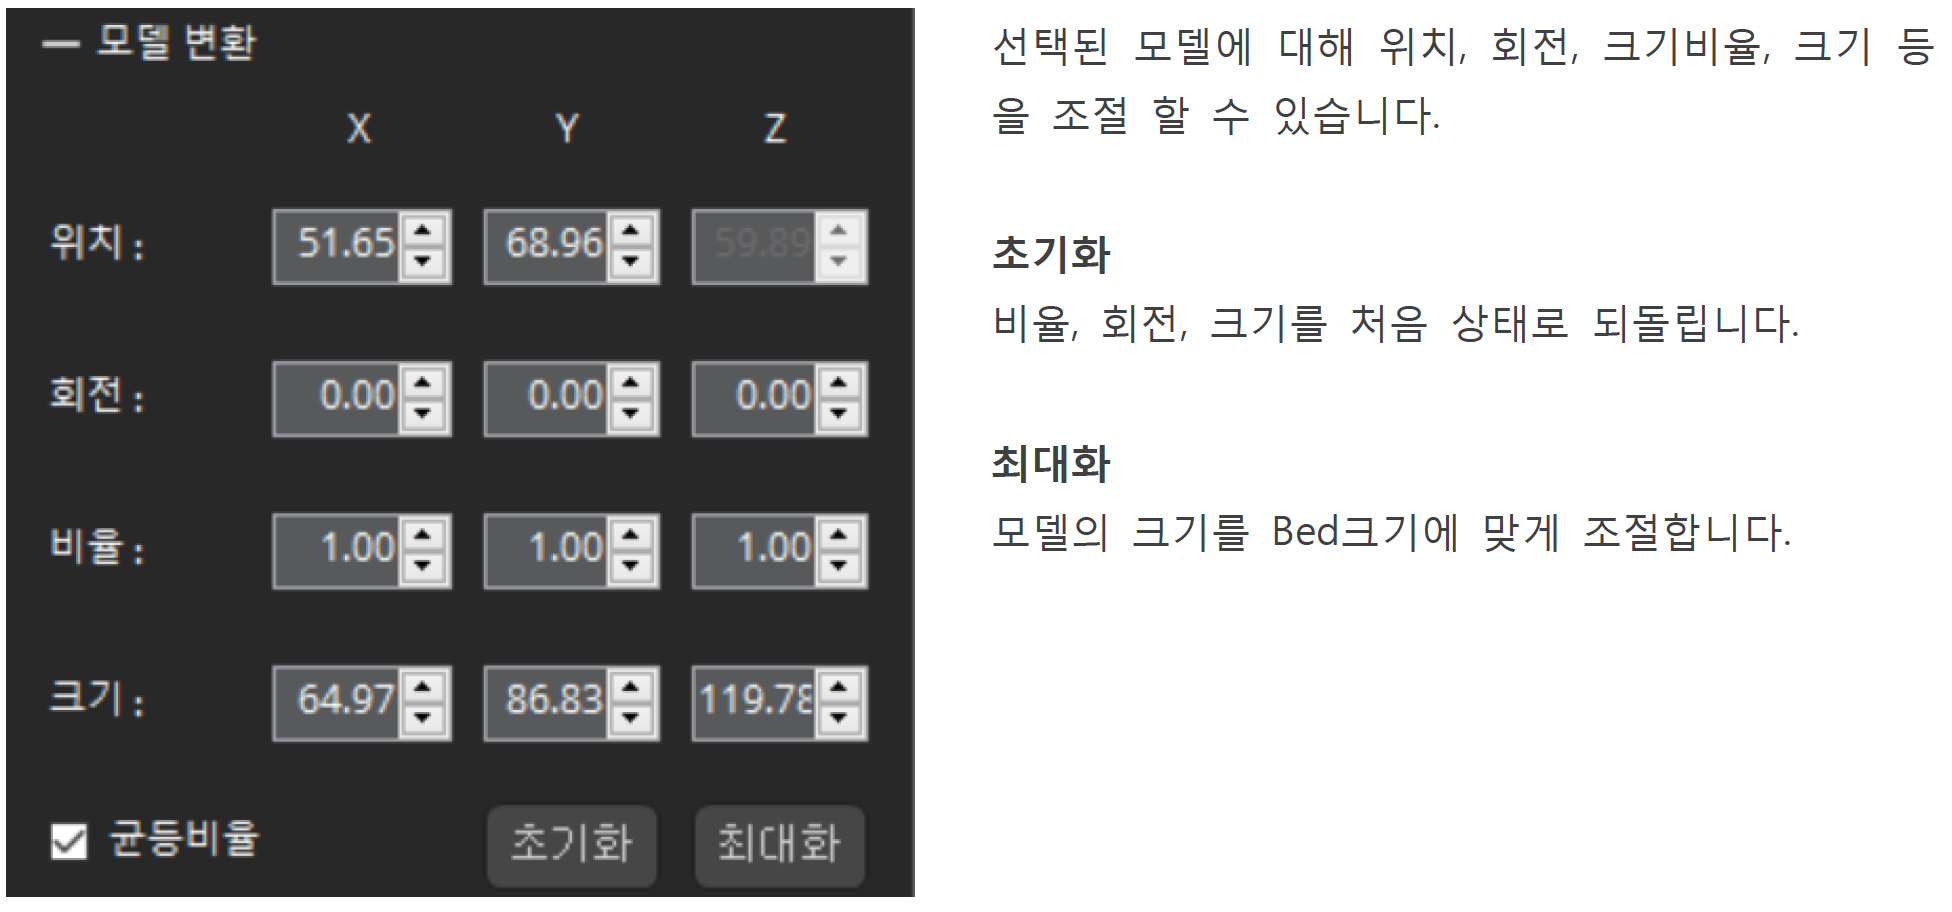 모델 변환
X Y Z
위치 : 51.65 68.96 59.89
회전 : 0.00 0.00 0.00
비율 : 1.00 1.00 1.00
크기 : 64.97 86.83 119.78
균등비율 초기화 최대화
선택된 모델에 대해 위치, 회전, 크기비율, 크기 등
을 조절 할 수 있습니다.
초기화
비율, 회전, 크기를 처음 상태로 되돌립니다.
최대화
모델의 크기를 Bed크기에 맞게 조절합니다.